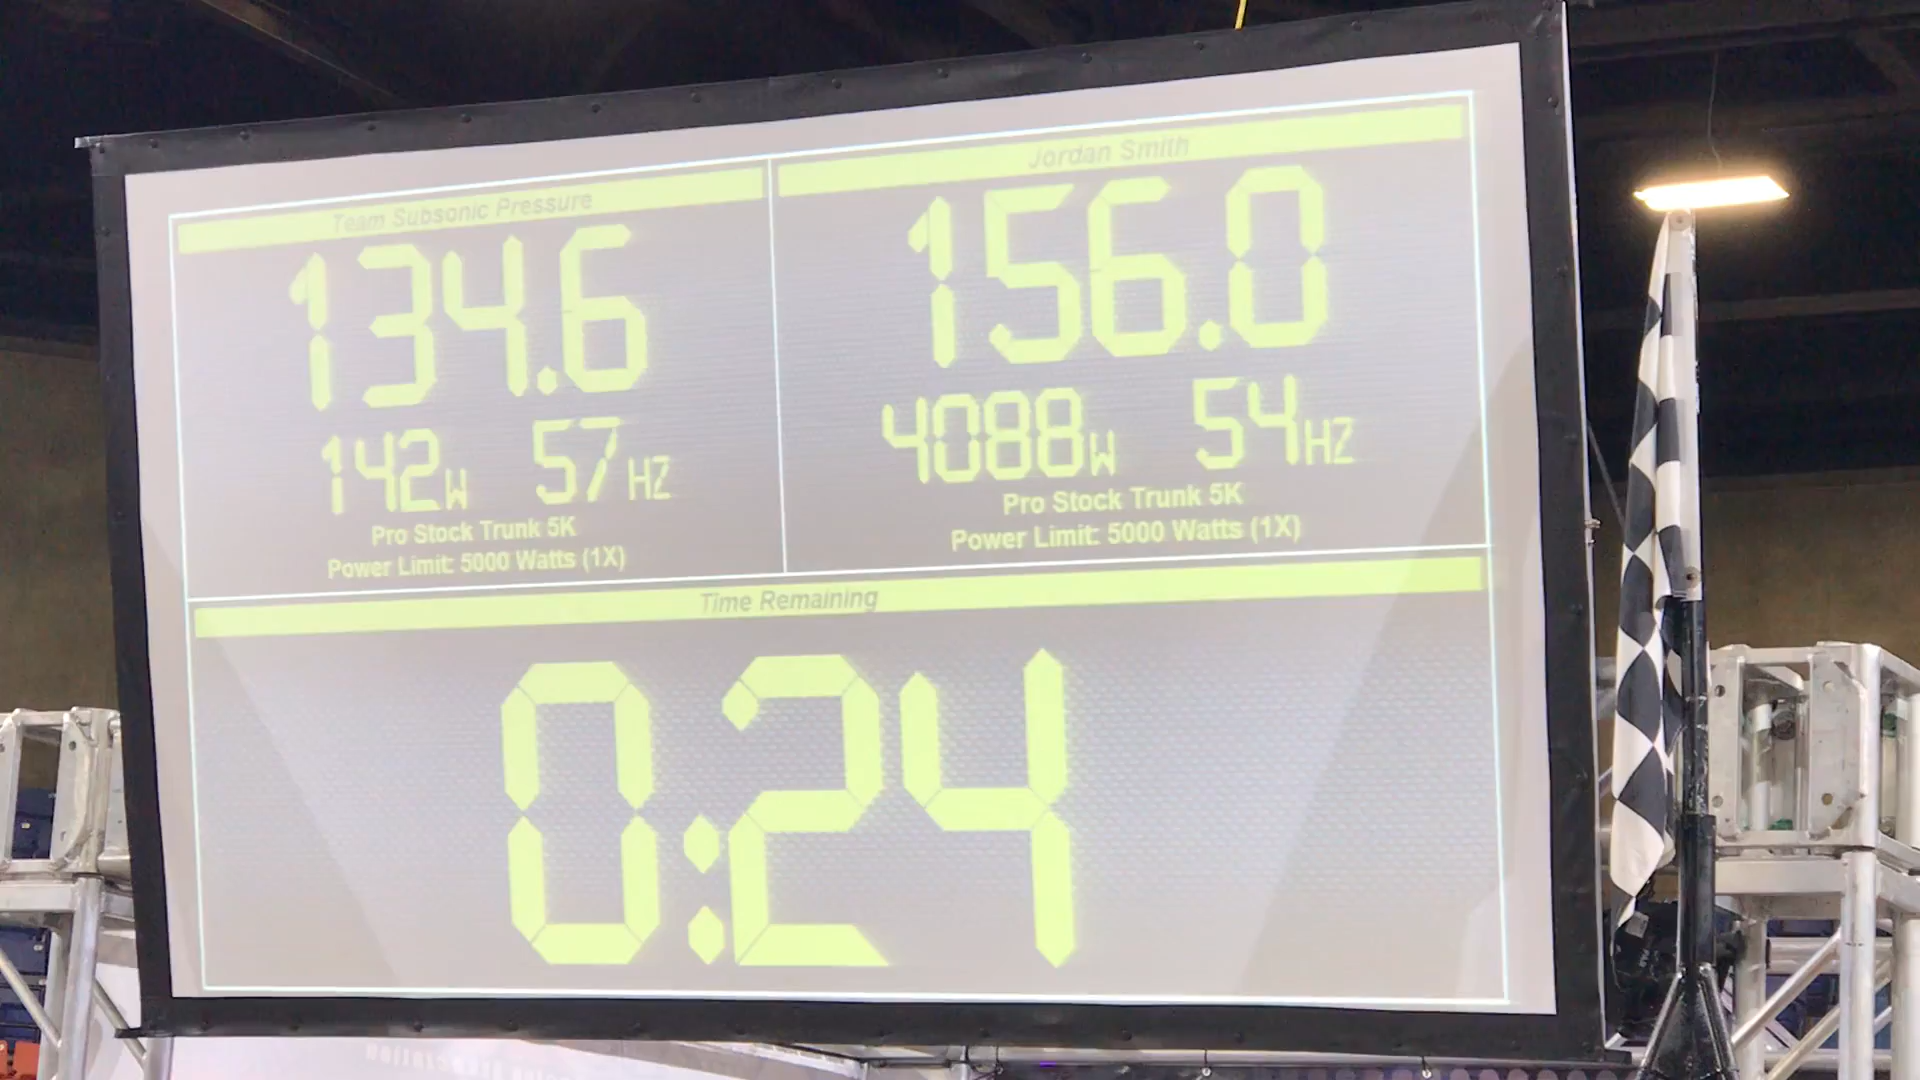 Team Subsonic Pressure
134.6
142W 57HZ
Pro Stock Trunk 5K
Power Limit: 5000 Watts (1X)
Jordan Smith
156.0
4088W 54HZ
Pro Stock Trunk 5K
Power Limit: 5000 Watts (1X)
Time Remaining
0:24